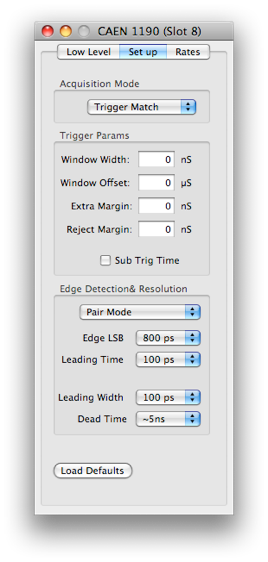 CAEN 1190 (Slot 8)
Low Level Set up Rates
Acquisition Mode
Trigger Match
Trigger Params
Window Width: 0 nS
Window Offset: 0 µS
Extra Margin: 0 nS
Reject Margin: 0 nS
Sub Trig Time
Edge Detection& Resolution
Pair Mode
Edge LSB 800 ps
Leading Time 100 ps
Leading Width 100 ps
Dead Time ~5ns
Load Defaults